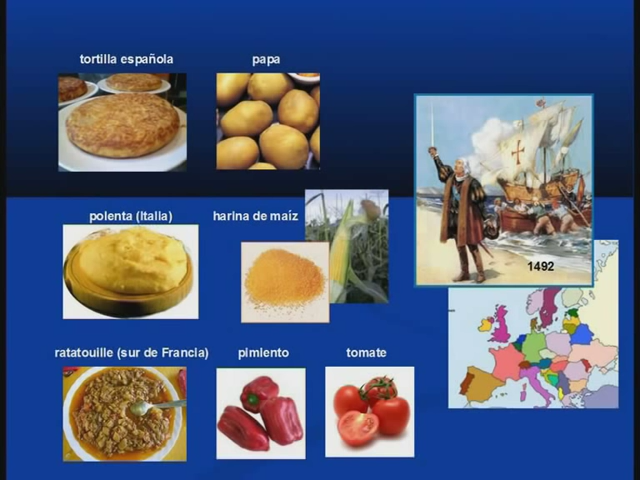 tortilla española
papa
polenta (Italia)
harina de maíz
1492
ratatouille (sur de Francia)
pimiento
tomate